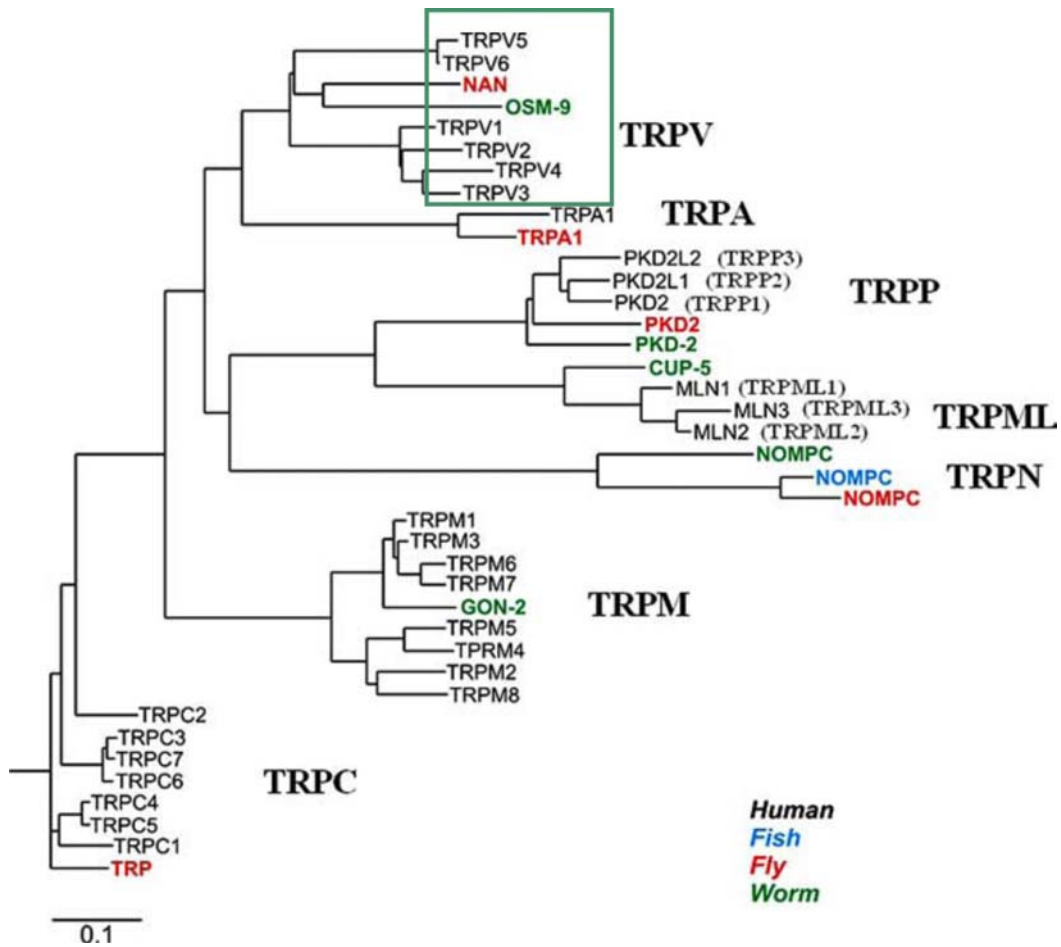 TRPV5
TRPV6
NAN
OSM-9
TRPV1
TRPV
TRPV2
TRPV4
TRPV3
TRPA1
TRPA
TRPA1
PKD2L2 (TRPP3)
PKD2L1 (TRPP2)
TRPP
PKD2 (TRPP1)
PKD2
PKD-2
CUP-5
MLN1 (TRPML1)
MLN3 (TRPML3)
TRPML
MLN2 (TRPML2)
NOMPC
NOMPC
TRPN
NOMPC
TRPM1
TRPM3
TRPM6
TRPM7
GON-2
TRPM
TRPM5
TPRM4
TRPM2
TRPM8
TRPC2
TRPC3
TRPC7
TRPC6
TRPC
TRPC4
TRPC5
TRPC1
TRP
Human
Fish
Fly
Worm
0.1